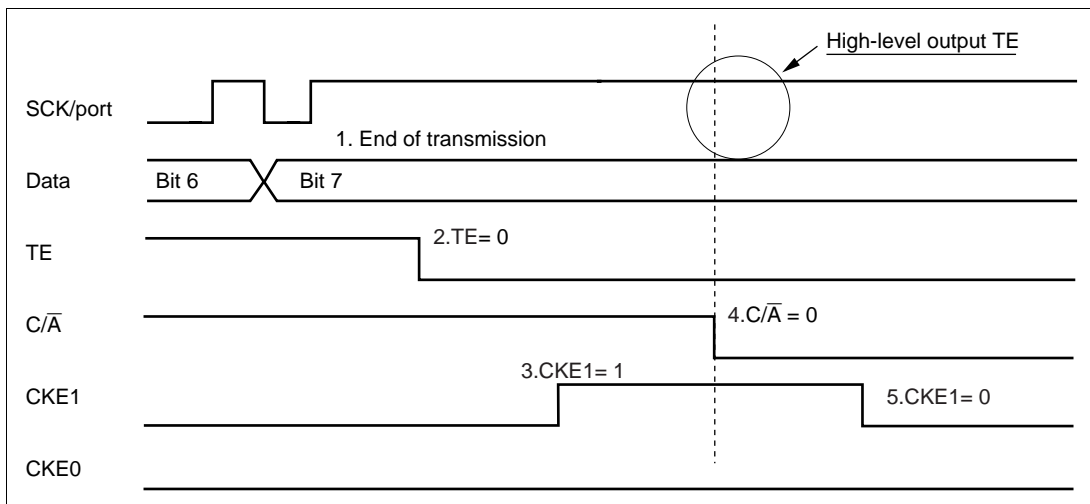 High-level output TE
SCK/port
1. End of transmission
Data
Bit 6
Bit 7
TE
2.TE= 0
C/A̅
4.C/A̅ = 0
3.CKE1= 1
CKE1
5.CKE1= 0
CKE0